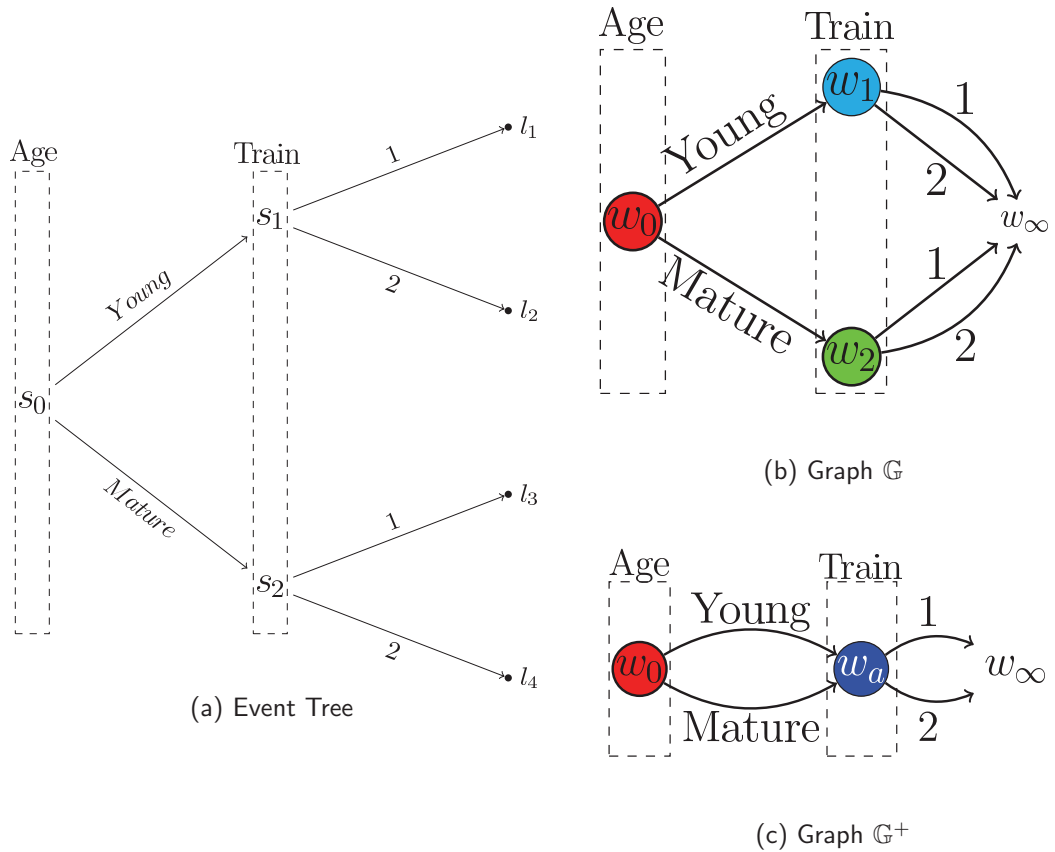 Age
Train
s₀
s₁
s₂
Young
Mature
1
2
1
2
l₁
l₂
l₃
l₄
(a) Event Tree
Age
Train
w₀
w₁
w₂
Young
Mature
1
2
1
2
w∞
(b) Graph 𝔾
Age
Train
w₀
Young
Mature
wₐ
1
2
w∞
(c) Graph 𝔾⁺